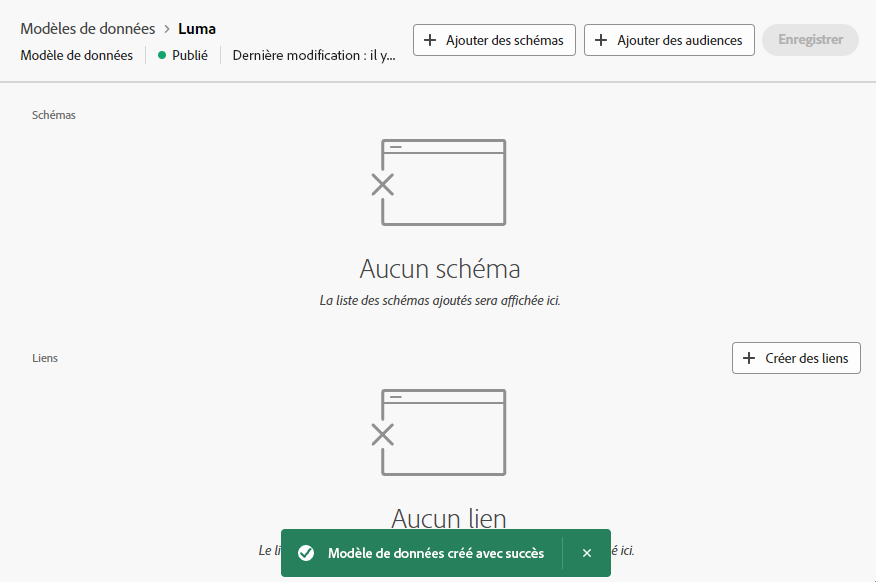 Modèles de données > Luma
Modèle de données
Publié
Dernière modification : il y...
Ajouter des schémas
Ajouter des audiences
Enregistrer
Schémas
Aucun schéma
La liste des schémas ajoutés sera affichée ici.
Liens
Créer des liens
Aucun lien
Le li
é ici.
Modèle de données créé avec succès